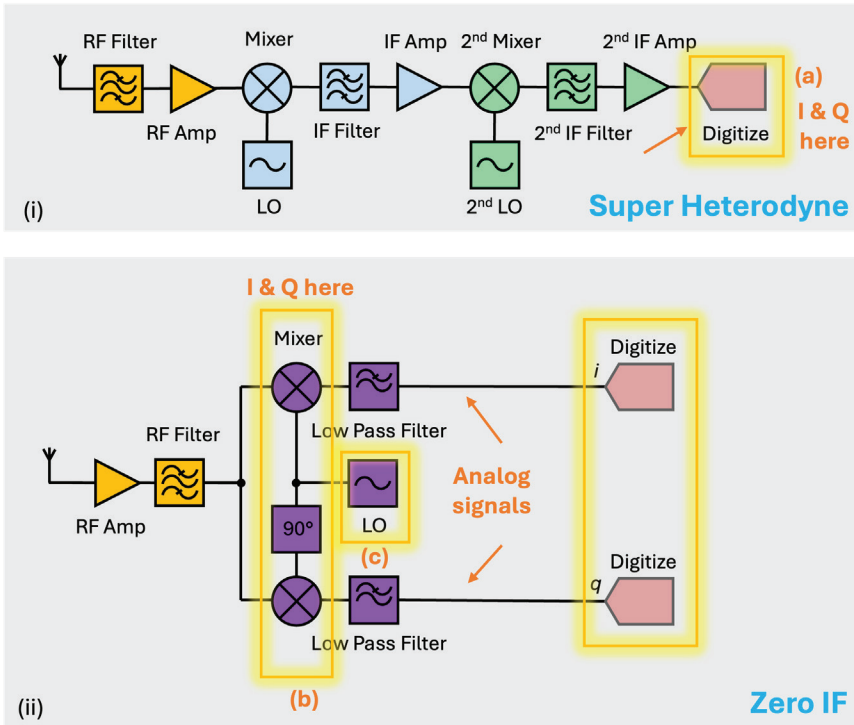 RF Filter
Mixer
IF Amp
2nd Mixer
2nd IF Amp
(a)
I & Q
here
RF Amp
IF Filter
2nd IF Filter
Digitize
LO
2nd LO
(i)
Super Heterodyne
I & Q here
Mixer
Digitize
i
Low Pass Filter
RF Filter
Analog
signals
RF Amp
90°
LO
(c)
Digitize
q
Low Pass Filter
(b)
(ii)
Zero IF